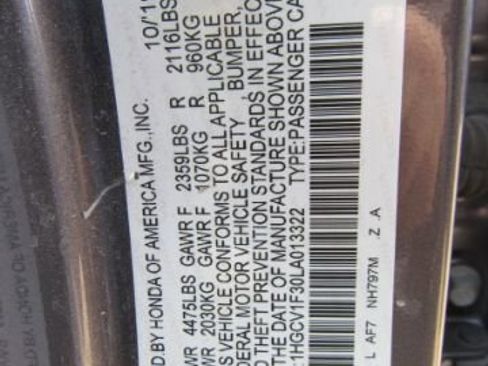 D.BY HONDA OF AMERICA MFG.,INC. 10/'1
WR 4475LBS GAWR F 2359LBS R 2116LBS
WR 2030KG GAWR F 1070KG R 960KG
S VEHICLE CONFORMS TO ALL APPLICABLE
DERAL MOTOR VEHICLE SAFETY, BUMPER,
D THEFT PREVENTION STANDARDS IN EFFEC
THE DATE OF MANUFACTURE SHOWN ABOVE
:1HGCV1F30LA013322 TYPE:PASSENGER CA
L AF7 NH797M .Z .A